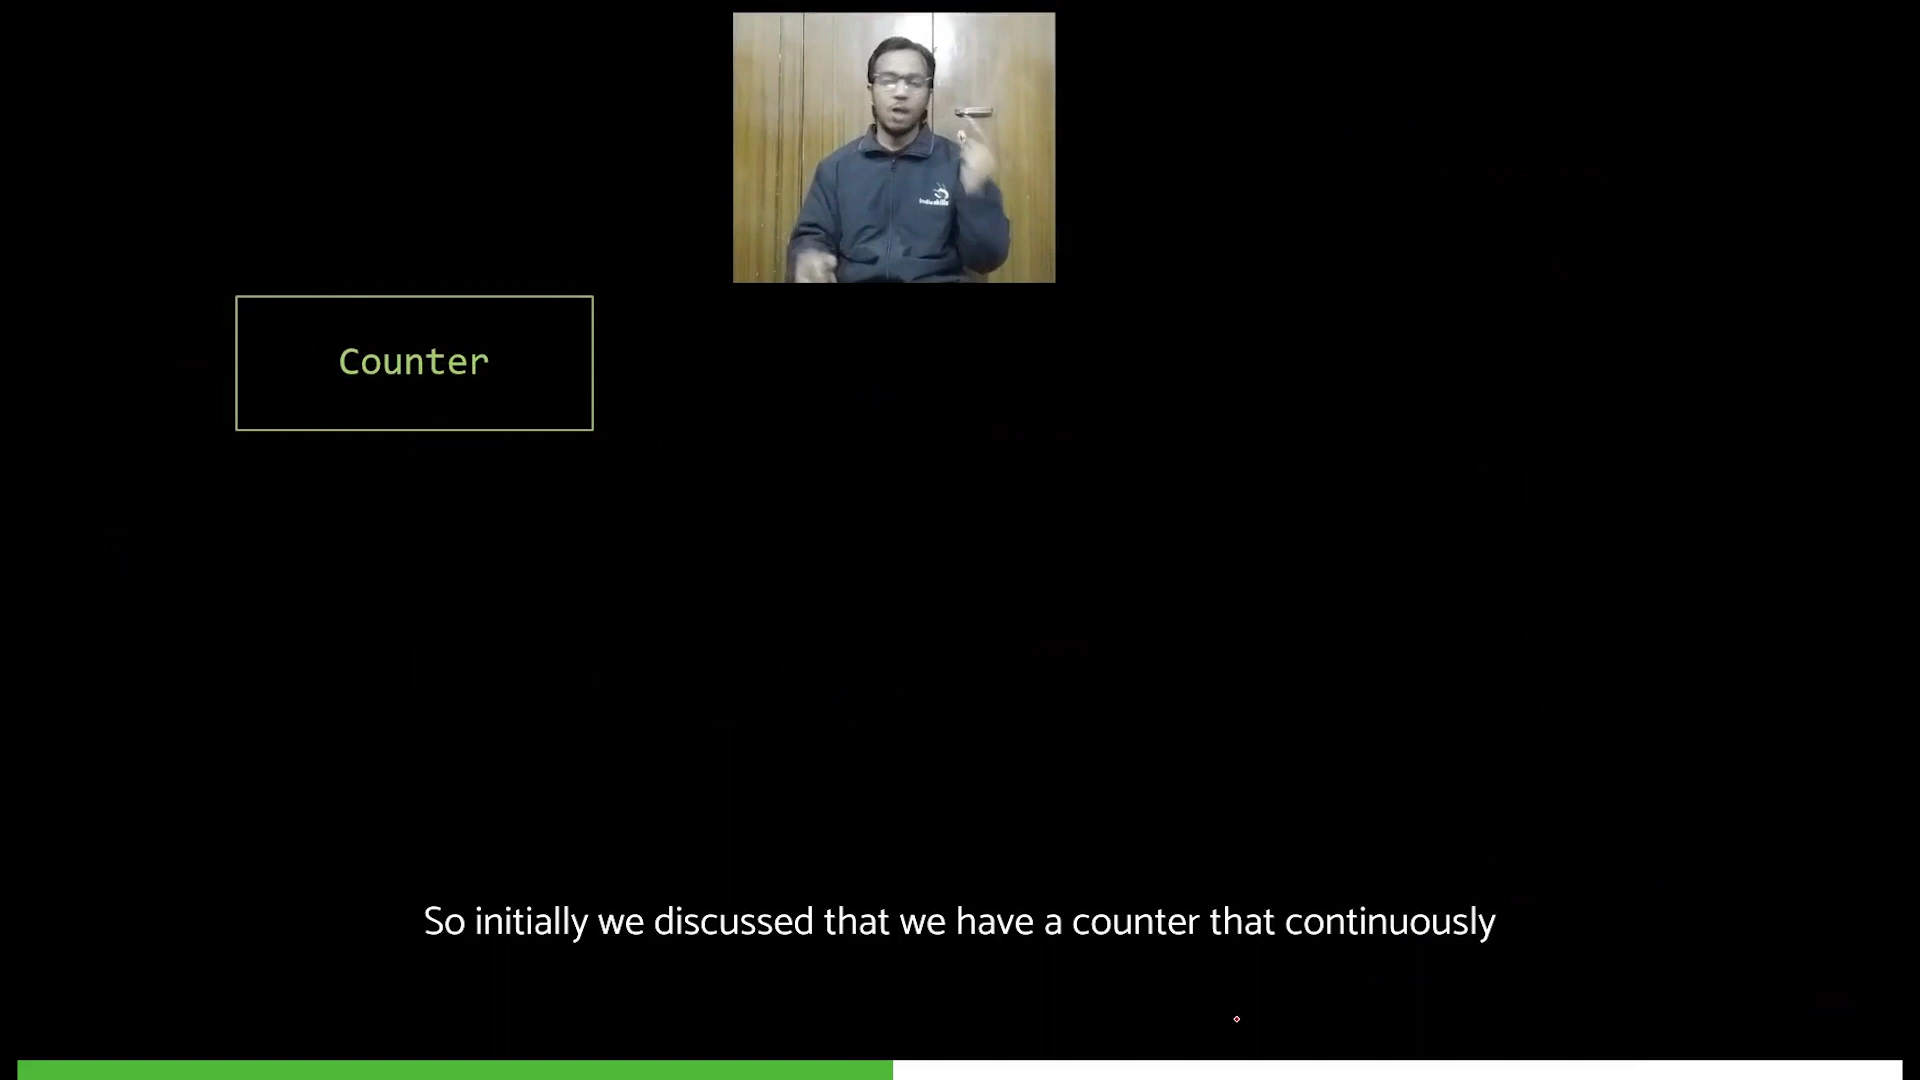 Counter
So initially we discussed that we have a counter that continuously